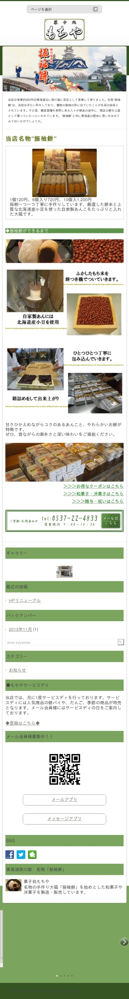 ページを選択
菓子処
もちや
掛川宿名物
振袖餅
当店は創業約200年旧東海道沿い掛川宿に茶店として営業して参りました。名物“振袖
餅”は、当初は平たい形をしており、着物の振袖の形に似ていたことが名前の由来と
されています。その昔、観音菩薩を参拝に来る人々が帰途の途中に、弊店の餅を土産
として買っていたっといわれています。“振袖餅”と共に東海道の歴史に思いをはせて
みてはいかがでしょうか。
当店名物”振袖餅”
1個120円、6個入り720円、10個入1.200円
毎朝一つ一つ丁寧に手作りしています。厳選した餅米と上
質な北海道産小豆を使った自家製あんこをたっぷりと入れ
た大福です。
◆振袖餅ができるまで
ふかしたもち米を
餅つき機でついていきます。
自家製あんには
北海道産小豆を使用
ひとつひとつ丁寧に
包み込んでいきます。
箱詰めをして出来上がり
甘さひかえめながらコクのあるあんこと、やわらかいお餅が
特徴です。
ぜひ、昔ながらの素朴さと深い味わいをご堪能ください。
>>>お得なクーポンはこちら
>>>和菓子・洋菓子はこちら
>>>贈与・祝いはこちら
ご予約・お問合わせ
tel:0537-22-4833
営業時間 9:00~18:30
メールは
こちら
ギャラリー
最近の投稿
HPリニューアル
バックナンバー
2013年11月 (1)
enter keywords
カテゴリー
お知らせ
●もちやサービスデイ
当店では、月に1度サービスディを行っております。サービ
スディには人気商品の餅パイや、だんご、季節の商品が特売
となります。メール会員様にはサービスディの日をご案内し
ております。
◆登録はこちら◆
メール会員様募集中！！
メールアプリ
メッセージアプリ
SNS
東海道掛川宿　名物「振袖餅」
菓子処もちや
名物の手作り大福「振袖餅」を始めとした和菓子や
洋菓子を製造・販売しています。